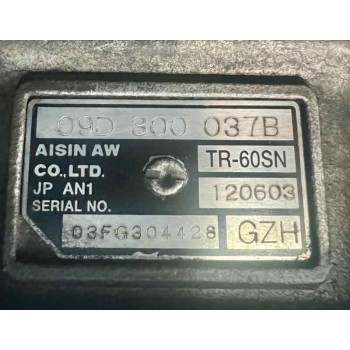 09D 300 037B
AISIN AW
CO.,LTD.
TR-60SN
JP AN1
120603
SERIAL NO.
03FG304428
GZH